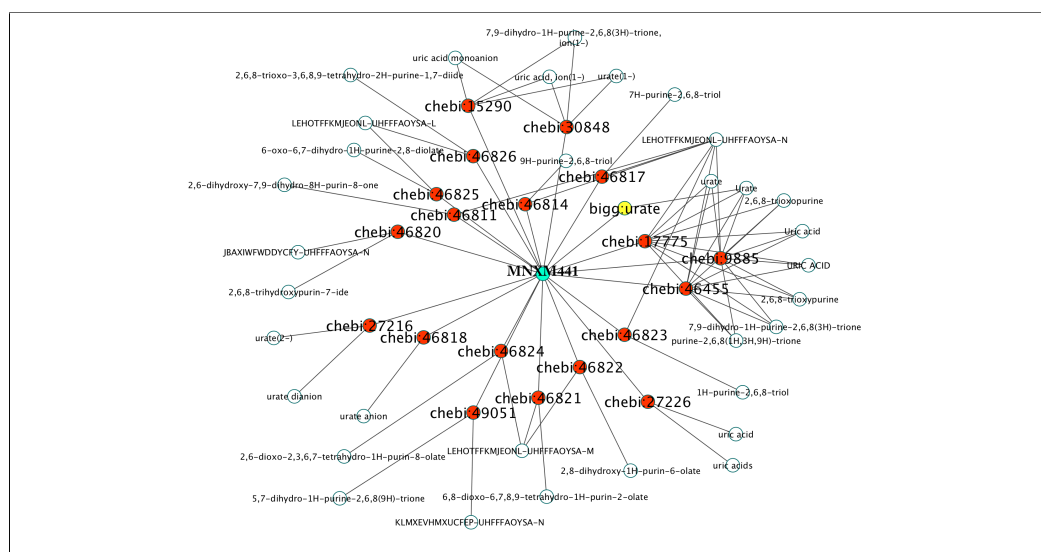 7,9-dihydro-1H-purine-2,6,8(3H)-trione,
ion(1-)
uric acid monoanion
2,6,8-trioxo-3,6,8,9-tetrahydro-2H-purine-1,7-diide
uric acid, ion(1-)
urate(1-)
7H-purine-2,6,8-triol
chebi:15290
LEHOTFFKMJEONL-UHFFFAOYSA-L
chebi:30848
LEHOTFFKMJEONL-UHFFFAOYSA-N
6-oxo-6,7-dihydro-1H-purine-2,8-diolate
chebi:46826
9H-purine-2,6,8-triol
chebi:46817
urate
Urate
2,6-dihydroxy-7,9-dihydro-8H-purin-8-one
chebi:46825
chebi:46814
2,6,8-trioxopurine
chebi:46811
bigg:urate
chebi:46820
Uric acid
chebi:17775
JBAXIWFWDDYCFY-UHFFFAOYSA-N
chebi:9885
URIC ACID
MNXM441
chebi:46455
2,6,8-trihydroxypurin-7-ide
2,6,8-trioxypurine
chebi:27216
7,9-dihydro-1H-purine-2,6,8(3H)-trione
urate(2-)
chebi:46818
chebi:46823
purine-2,6,8(1H,3H,9H)-trione
chebi:46824
chebi:46822
1H-purine-2,6,8-triol
urate dianion
chebi:46821
chebi:27226
urate anion
chebi:49051
uric acid
LEHOTFFKMJEONL-UHFFFAOYSA-M
2,6-dioxo-2,3,6,7-tetrahydro-1H-purin-8-olate
uric acids
2,8-dihydroxy-1H-purin-6-olate
5,7-dihydro-1H-purine-2,6,8(9H)-trione
6,8-dioxo-6,7,8,9-tetrahydro-1H-purin-2-olate
KLMXEVHMXUCFEP-UHFFFAOYSA-N